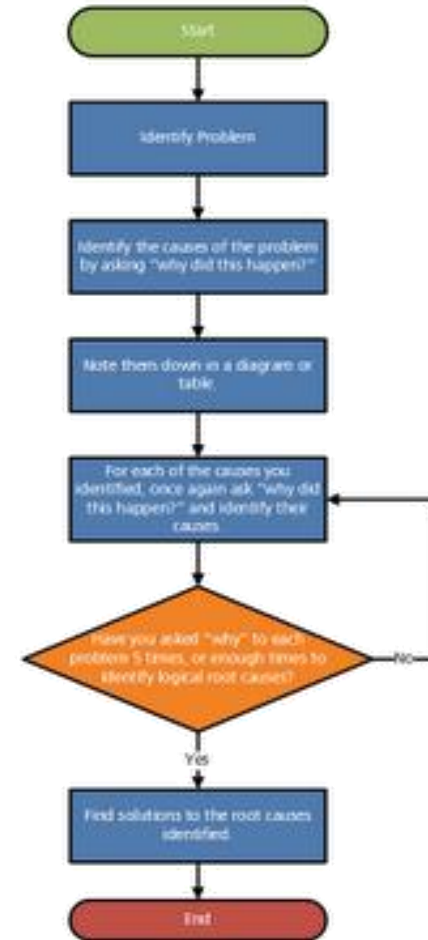 Start
Identify Problem
Identify the causes of the problem
by asking "why did this happen?"
Note them down in a diagram or
table
For each of the causes you
identified, once again ask "why did
this happen?" and identify their
causes
Have you asked "why" to each
problem 5 times, or enough times to
identify logical root causes?
No
Yes
Find solutions to the root causes
identified
End